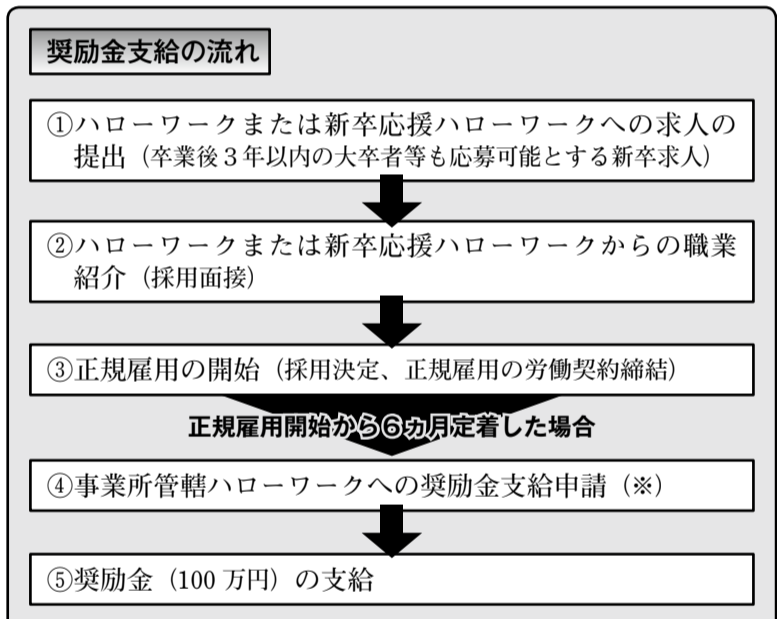 奨励金支給の流れ
①ハローワークまたは新卒応援ハローワークへの求人の
提出（卒業後３年以内の大卒者等も応募可能とする新卒求人）
②ハローワークまたは新卒応援ハローワークからの職業
紹介（採用面接）
③正規雇用の開始（採用決定、正規雇用の労働契約締結）
正規雇用開始から６ヵ月定着した場合
④事業所管轄ハローワークへの奨励金支給申請（※）
⑤奨励金（100 万円）の支給